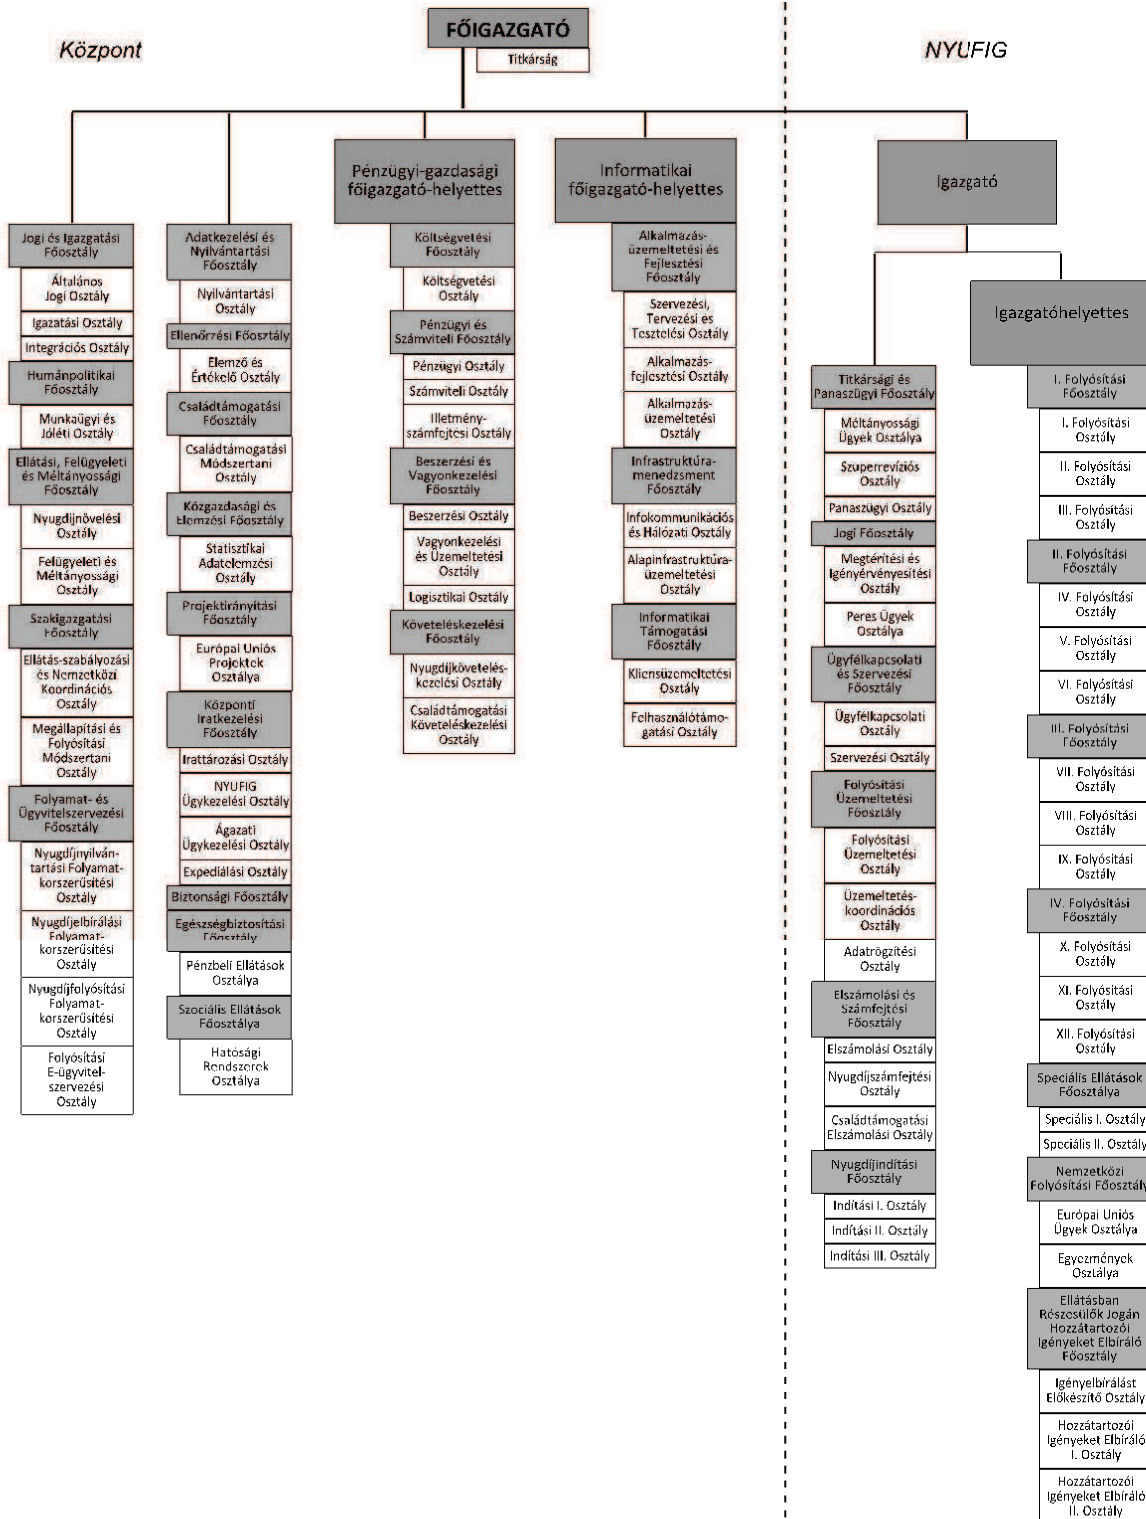 Központ
FŐIGAZGATÓ
Titkárság
NYUFIG
Pénzügyi-gazdasági
főigazgató-helyettes
Informatikai
főigazgató-helyettes
Igazgató
Igazgatóhelyettes
Jogi és Igazgatási
Főosztály
Általános
Jogi Osztály
Igazatási Osztály
Integrációs Osztály
Humánpolitikai
Főosztály
Munkaügyi és
Jóléti Osztály
Ellátási, Felügyeleti
és Méltányossági
Főosztály
Nyugdíjnövelési
Osztály
Felügyeleti és
Méltányossági
Osztály
Szakigazgatási
Főosztály
Ellátás-szabályozási
és Nemzetközi
Koordinációs
Osztály
Megállapítási és
Folyósítási
Módszertani
Osztály
Folyamat- és
Ügyvitelszervezési
Főosztály
Nyugdíjnyilván-
tartási Folyamat-
korszerűsítési
Osztály
Nyugdíjelbírálási
Folyamat-
korszerűsítési
Osztály
Nyugdíjfolyósítási
Folyamat-
korszerűsítési
Osztály
Folyósítási
E-ügyvitel-
szervezési
Osztály
Adatkezelési és
Nyilvántartási
Főosztály
Nyilvántartási
Osztály
Ellenőrzési Főosztály
Elemző és
Értékelő Osztály
Családtámogatási
Főosztály
Családtámogatási
Módszertani
Osztály
Közgazdasági és
Elemzési Főosztály
Statisztikai
Adatelemzési
Osztály
Projektirányítási
Főosztály
Európai Uniós
Projektek
Osztálya
Központi
Iratkezelési
Főosztály
Irattározási Osztály
NYUFIG
Ügykezelési Osztály
Ágazati
Ügykezelési Osztály
Expediálási Osztály
Biztonsági Főosztály
Egészségbiztosítási
Főosztály
Pénzbeli Ellátások
Osztálya
Szociális Ellátások
Főosztálya
Hatósági
Rendszerek
Osztálya
Költségvetési
Főosztály
Költségvetési
Osztály
Pénzügyi és
Számviteli Főosztály
Pénzügyi Osztály
Számviteli Osztály
Illetmény-
számfejtési Osztály
Beszerzési és
Vagyonkezelési
Főosztály
Beszerzési Osztály
Vagyonkezelési
és Üzemeltetési
Osztály
Logisztikai Osztály
Követeléskezelési
Főosztály
Nyugdíjkövetelés-
kezelési Osztály
Családtámogatási
Követeléskezelési
Osztály
Alkalmazás-
üzemeltetési és
Fejlesztési
Főosztály
Szervezési,
Tervezési és
Tesztelési Osztály
Alkalmazás-
fejlesztési Osztály
Alkalmazás-
üzemeltetési
Osztály
Infrastruktúra-
menedzsment
Főosztály
Infokommunikációs
és Hálózati Osztály
Alapinfrastruktúra-
üzemeltetési
Osztály
Informatikai
Támogatási
Főosztály
Kliensüzemeltetési
Osztály
Felhasználótámo-
gatási Osztály
Titkársági és
Panaszügyi Főosztály
Méltányossági
Ügyek Osztálya
Szuperrevíziós
Osztály
Panaszügyi Osztály
Jogi Főosztály
Megtérítési és
Igényérvényesítési
Osztály
Peres Ügyek
Osztálya
Ügyfélkapcsolati
és Szervezési
Főosztály
Ügyfélkapcsolati
Osztály
Szervezési Osztály
Folyósítási
Üzemeltetési
Főosztály
Folyósítási
Üzemeltetési
Osztály
Üzemeltetés-
koordinációs
Osztály
Adatrögzítési
Osztály
Elszámolási és
Számfejtési
Főosztály
Elszámolási Osztály
Nyugdíjszámfejtési
Osztály
Családtámogatási
Elszámolási Osztály
Nyugdíjindítási
Főosztály
Indítási I. Osztály
Indítási II. Osztály
Indítási III. Osztály
I. Folyósítási
Főosztály
I. Folyósítási
Osztály
II. Folyósítási
Osztály
III. Folyósítási
Osztály
II. Folyósítási
Főosztály
IV. Folyósítási
Osztály
V. Folyósítási
Osztály
VI. Folyósítási
Osztály
III. Folyósítási
Főosztály
VII. Folyósítási
Osztály
VIII. Folyósítási
Osztály
IX. Folyósítási
Osztály
IV. Folyósítási
Főosztály
X. Folyósítási
Osztály
XI. Folyósítási
Osztály
XII. Folyósítási
Osztály
Speciális Ellátások
Főosztálya
Speciális I. Osztály
Speciális II. Osztály
Nemzetközi
Folyósítási Főosztály
Európai Uniós
Ügyek Osztálya
Egyezmények
Osztálya
Ellátásban
Részesülők Jogán
Hozzátartozói
Igényeket Elbíráló
Főosztály
Igényelbírálást
Előkészítő Osztály
Hozzátartozói
Igényeket Elbíráló
I. Osztály
Hozzátartozói
Igényeket Elbíráló
II. Osztály